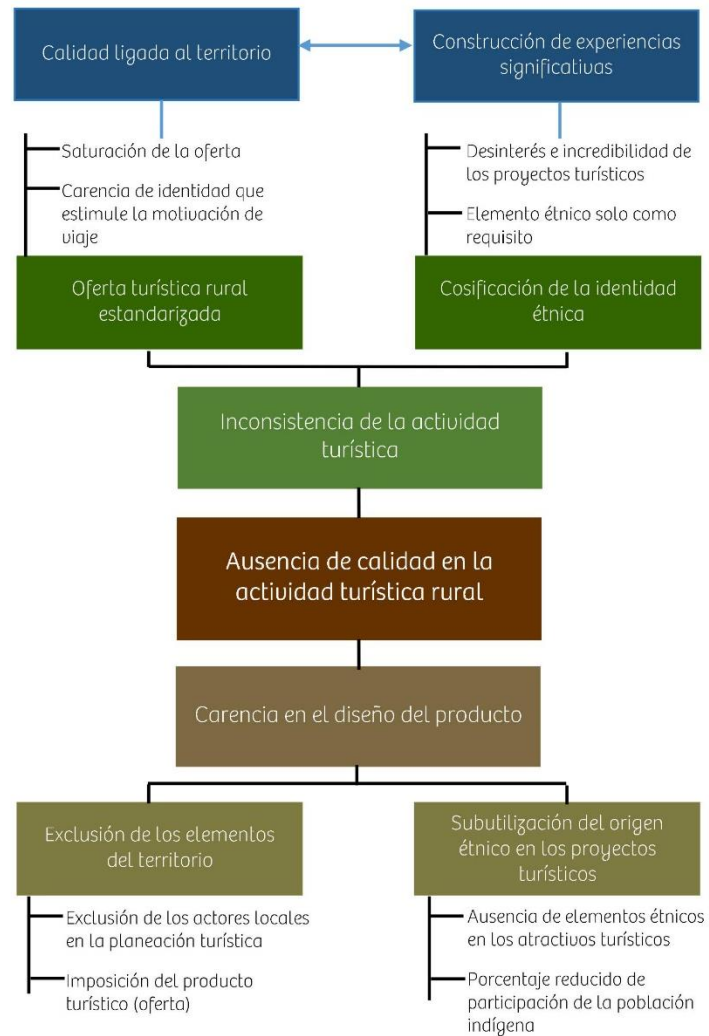 Calidad ligada al territorio
Construcción de experiencias
significativas
Saturación de la oferta
Carencia de identidad que
estimule la motivación de
viaje
Desinterés e incredibilidad de
los proyectos turísticos
Elemento étnico solo como
requisito
Oferta turística rural
estandarizada
Cosificación de la identidad
étnica
Inconsistencia de la actividad
turística
Ausencia de calidad en la
actividad turística rural
Carencia en el diseño del producto
Exclusión de los elementos
del territorio
Subutilización del origen
étnico en los proyectos
turísticos
Exclusión de los actores locales
en la planeación turística
Imposición del producto
turístico (oferta)
Ausencia de elementos étnicos
en los atractivos turísticos
Porcentaje reducido de
participación de la población
indígena